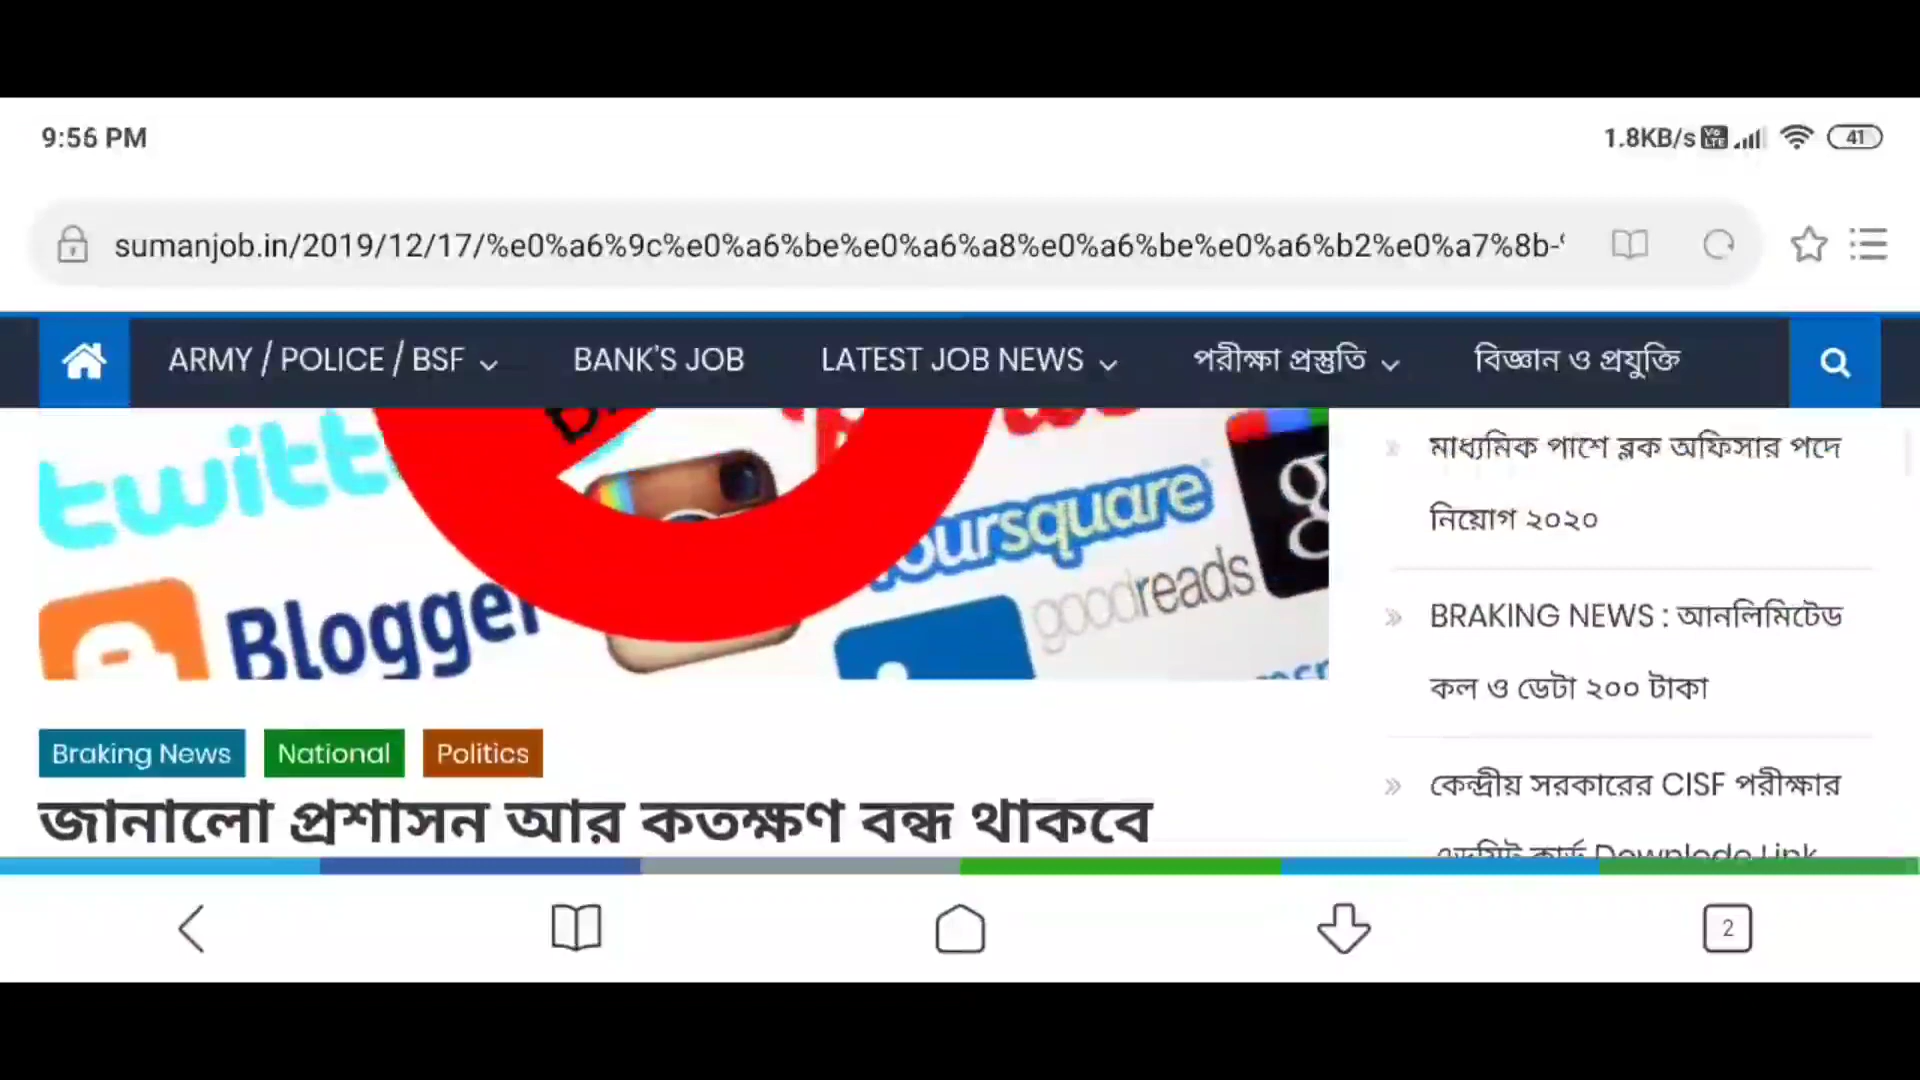 9:56 PM
1.8KB/s
41
sumanjob.in/2019/12/17/%e0%a6%9c%e0%a6%be%e0%a6%a8%e0%a6%be%e0%a6%b2%e0%a7%8b-
ARMY / POLICE / BSF
BANK'S JOB
LATEST JOB NEWS
পরীক্ষা প্রস্তুতি
বিজ্ঞান ও প্রযুক্তি
foursquare
goodreads
Blogger
Braking News
National
Politics
জানালো প্রশাসন আর কতক্ষণ বন্ধ থাকবে
মাধ্যমিক পাশে ব্লক অফিসার পদে
নিয়োগ ২০২০
BRAKING NEWS : আনলিমিটেড
কল ও ডেটা ২০০ টাকা
কেন্দ্রীয় সরকারের CISF পরীক্ষার
এডমিট কার্ড Downlode Link
2